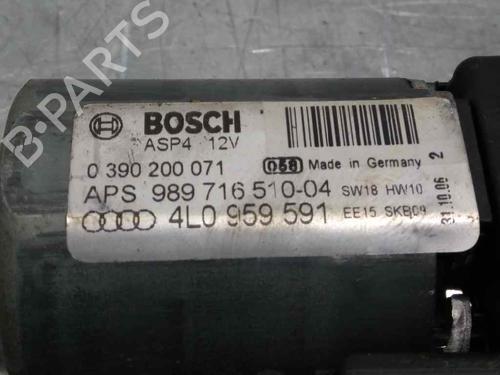 B-PARTS
BOSCH
ASP4 12V
0 390 200 071
058 Made in Germany
APS 989 716 510-04 SW18 HW10
4L0 959 591 EE15 SKB09
31.10.06 2